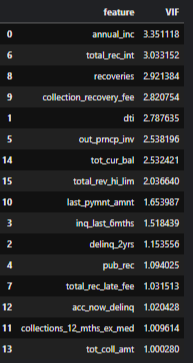 feature VIF
0 annual_inc 3.351118
6 total_rec_int 3.033152
8 recoveries 2.921384
9 collection_recovery_fee 2.820754
1 dti 2.787635
5 out_prncp_inv 2.538196
14 tot_cur_bal 2.532421
15 total_rev_hi_lim 2.036640
10 last_pymnt_amnt 1.653987
3 inq_last_6mths 1.518439
2 delinq_2yrs 1.153556
4 pub_rec 1.094025
7 total_rec_late_fee 1.031513
12 acc_now_delinq 1.020428
11 collections_12_mths_ex_med 1.009614
13 tot_coll_amt 1.000280